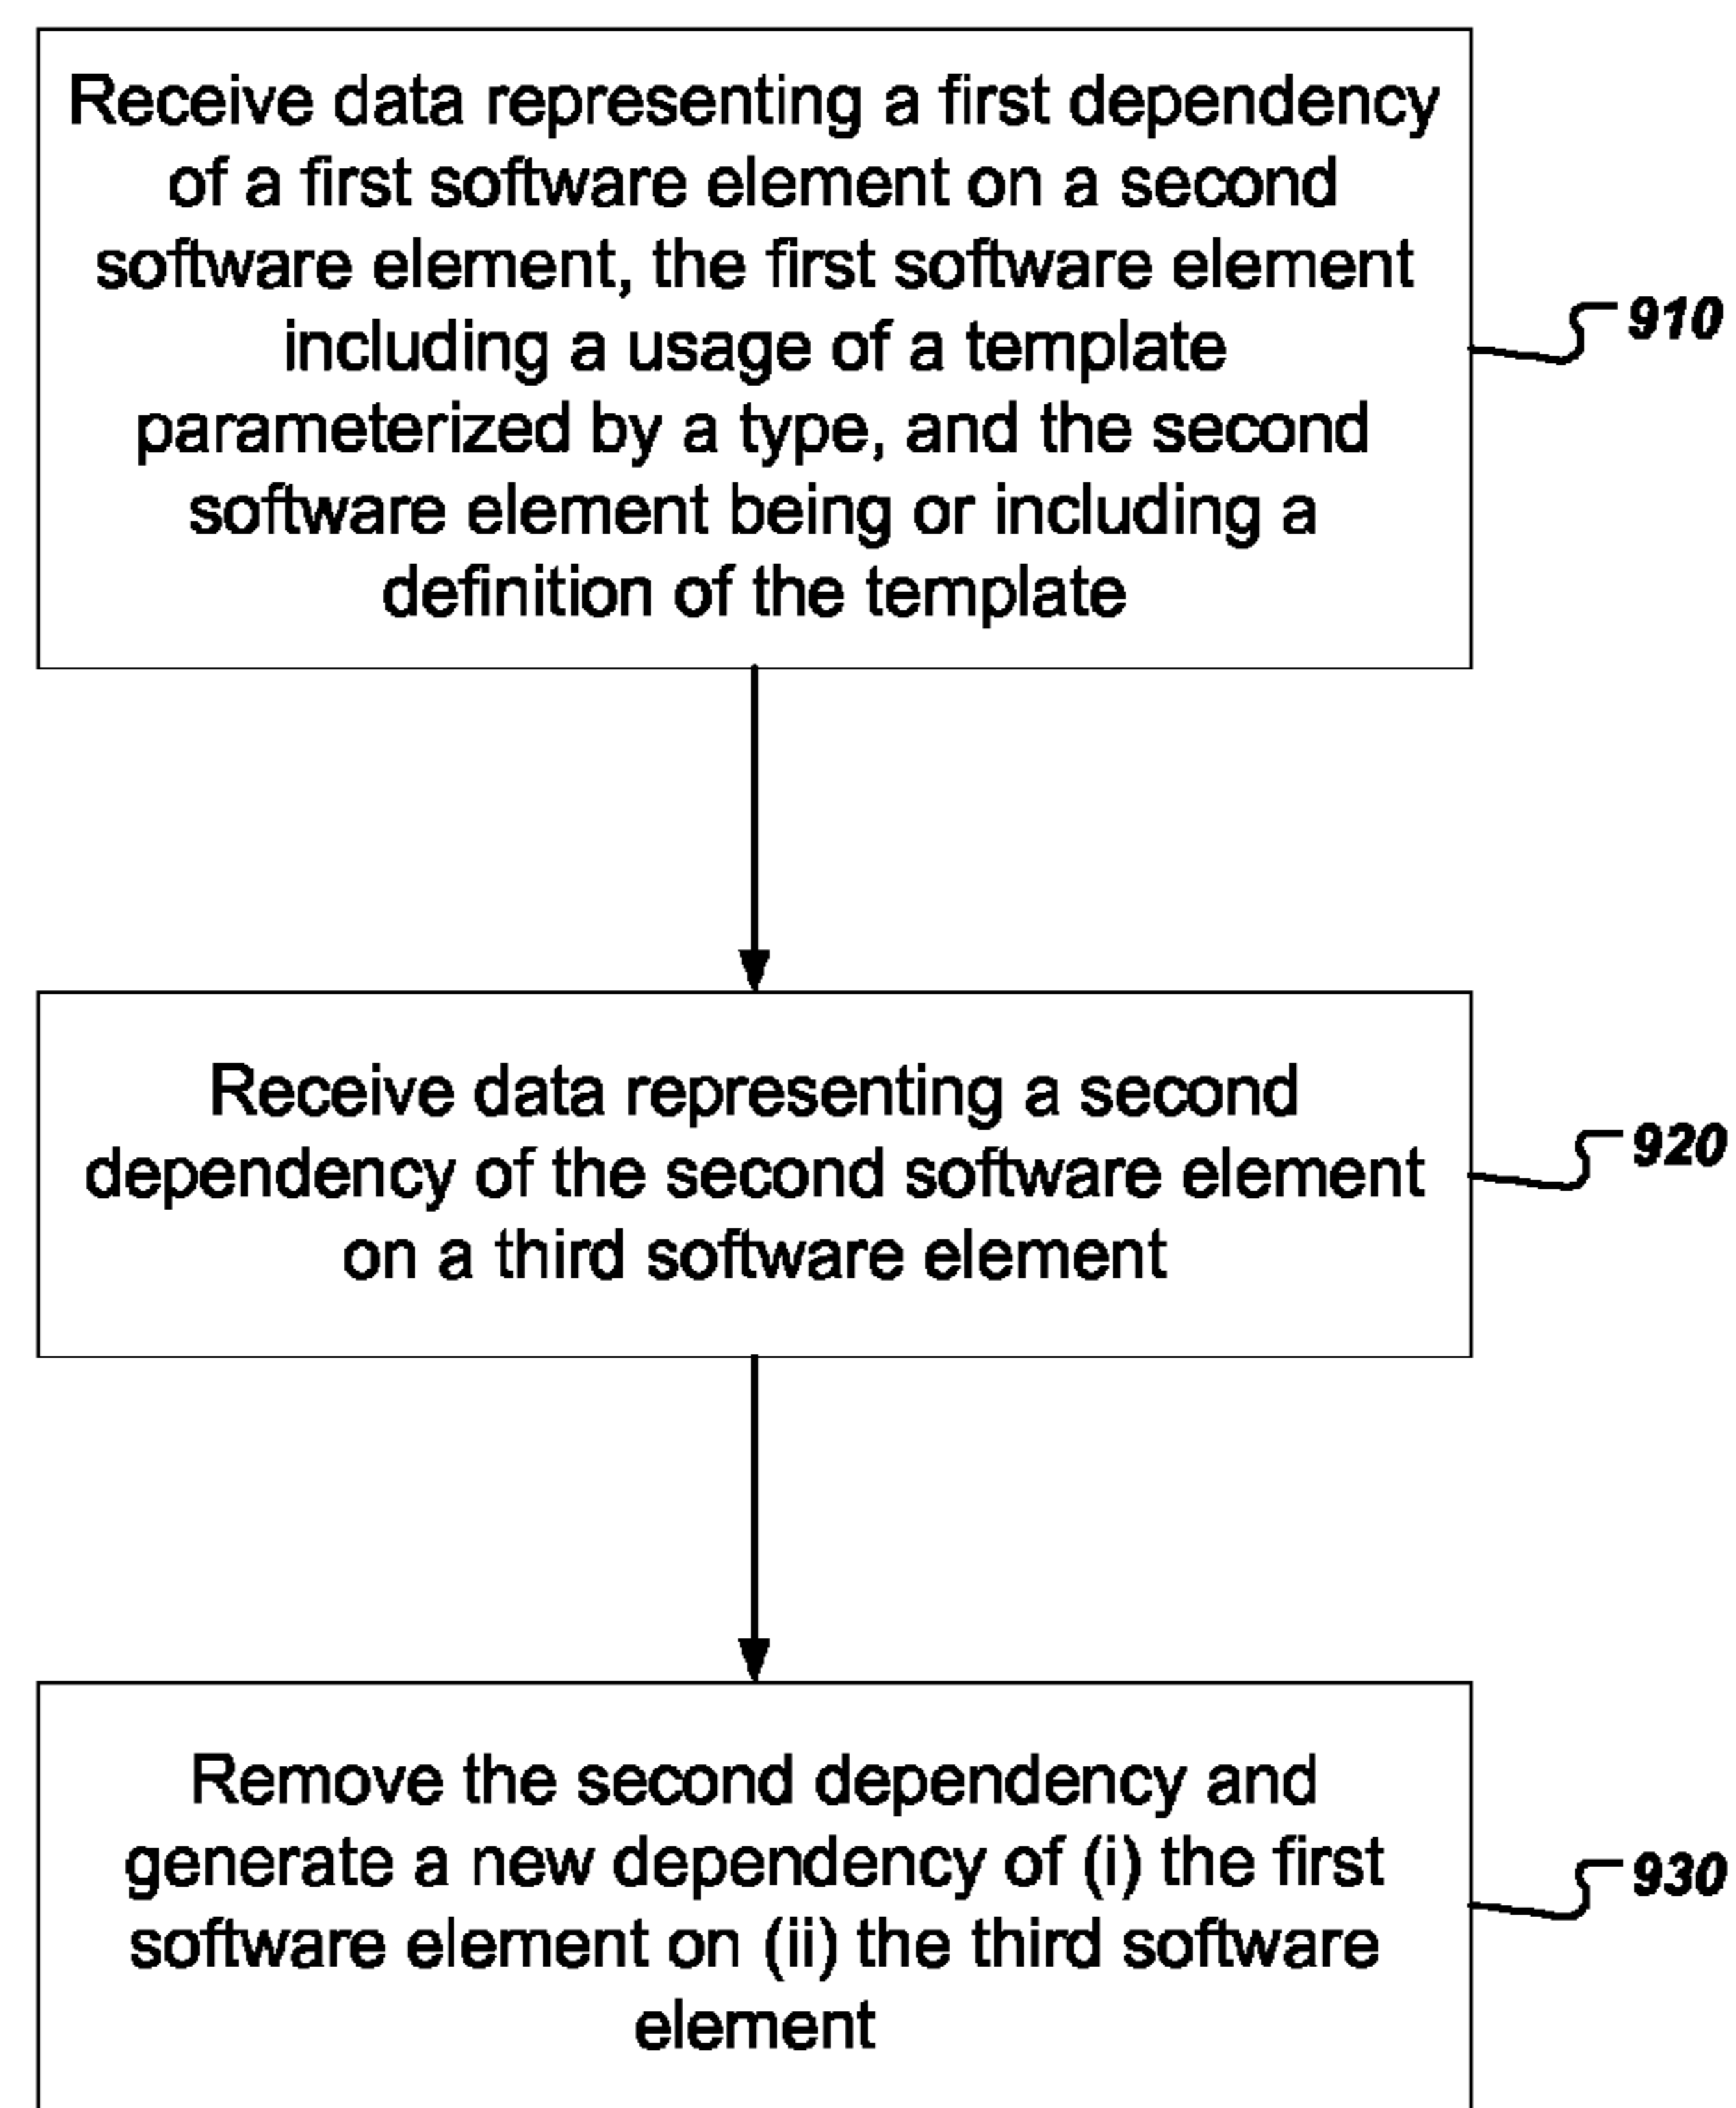 Receive data representing a first dependency
of a first software element on a second
software element, the first software element
including a usage of a template
parameterized by a type, and the second
software element being or including a
definition of the template
910
Receive data representing a second
dependency of the second software element
on a third software element
920
Remove the second dependency and
generate a new dependency of (i) the first
software element on (ii) the third software
element
930